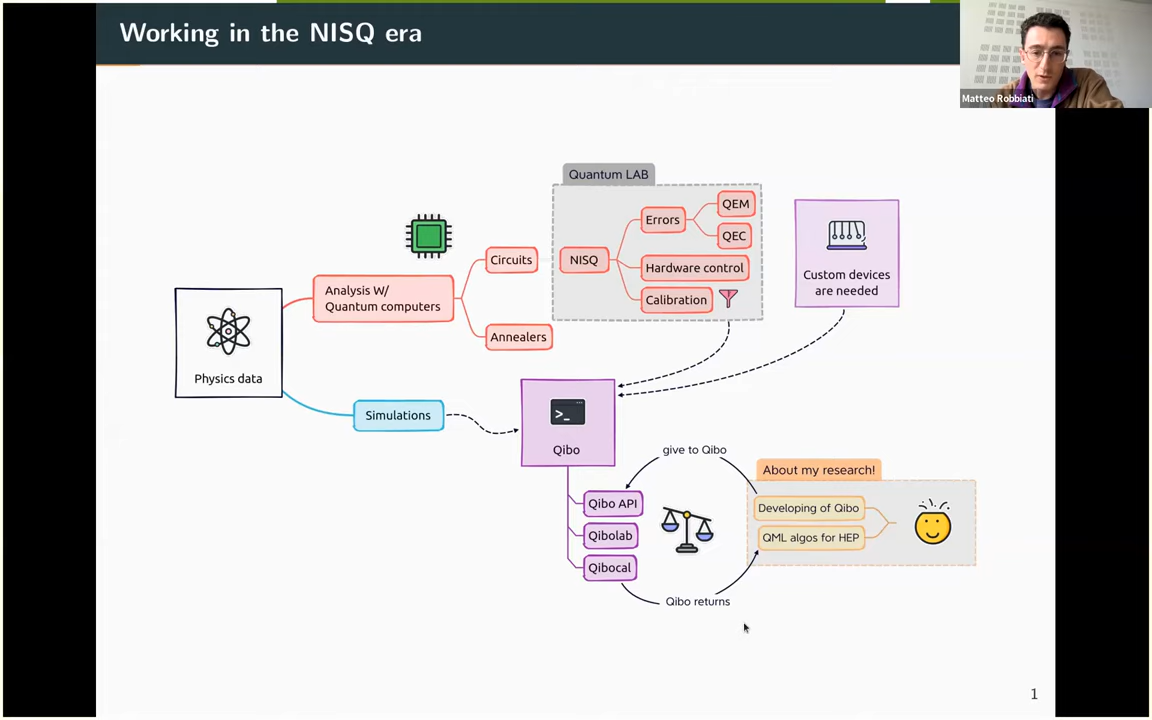 Working in the NISQ era
Matteo Robbiati
Quantum LAB
QEM
Errors
QEC
Circuits
NISQ
Hardware control
Calibration
Custom devices
are needed
Analysis W/
Quantum computers
Annealers
Physics data
Simulations
>_
Qibo
give to Qibo
About my research!
Qibo API
Developing of Qibo
Qibolab
QML algos for HEP
Qibocal
Qibo returns
1